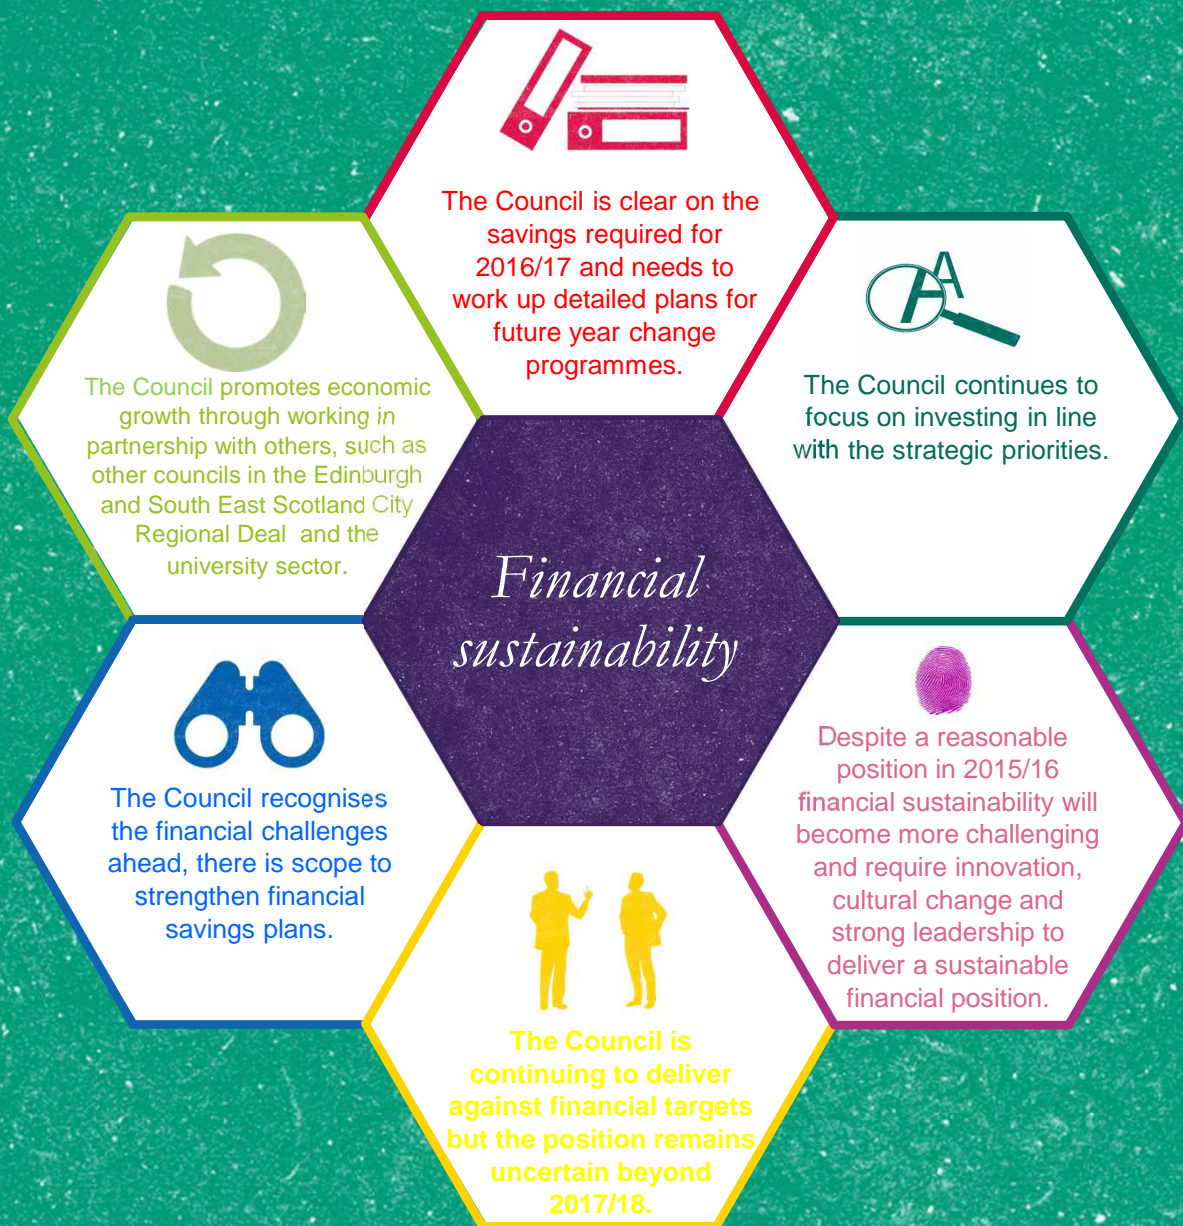 The Council is clear on the
savings required for
2016/17 and needs to
work up detailed plans for
future year change
programmes.
The Council promotes economic
growth through working in
partnership with others, such as
other councils in the Edinburgh
and South East Scotland City
Regional Deal and the
university sector.
The Council continues to
focus on investing in line
with the strategic priorities.
Financial
sustainability
The Council recognises
the financial challenges
ahead, there is scope to
strengthen financial
savings plans.
Despite a reasonable
position in 2015/16
financial sustainability will
become more challenging
and require innovation,
cultural change and
strong leadership to
deliver a sustainable
financial position.
The Council is
continuing to deliver
against financial targets
but the position remains
uncertain beyond
2017/18.